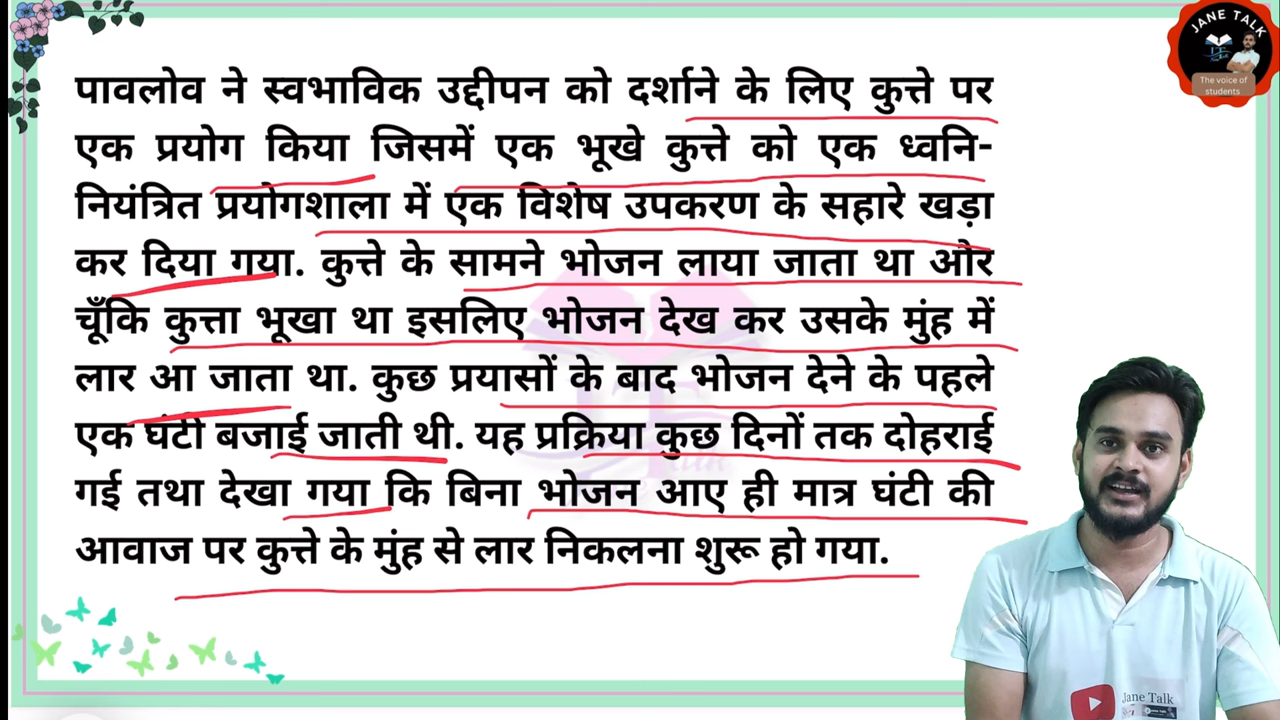 पावलोव ने स्वभाविक उद्दीपन को दर्शाने के लिए कुत्ते पर
एक प्रयोग किया जिसमें एक भूखे कुत्ते को एक ध्वनि-
नियंत्रित प्रयोगशाला में एक विशेष उपकरण के सहारे खड़ा
कर दिया गया. कुत्ते के सामने भोजन लाया जाता था और
चूँकि कुत्ता भूखा था इसलिए भोजन देख कर उसके मुंह में
लार आ जाता था. कुछ प्रयासों के बाद भोजन देने के पहले
एक घंटी बजाई जाती थी. यह प्रक्रिया कुछ दिनों तक दोहराई
गई तथा देखा गया कि बिना भोजन आए ही मात्र घंटी की
आवाज पर कुत्ते के मुंह से लार निकलना शुरू हो गया.
JANE TALK
The voice of
students
Jane Talk